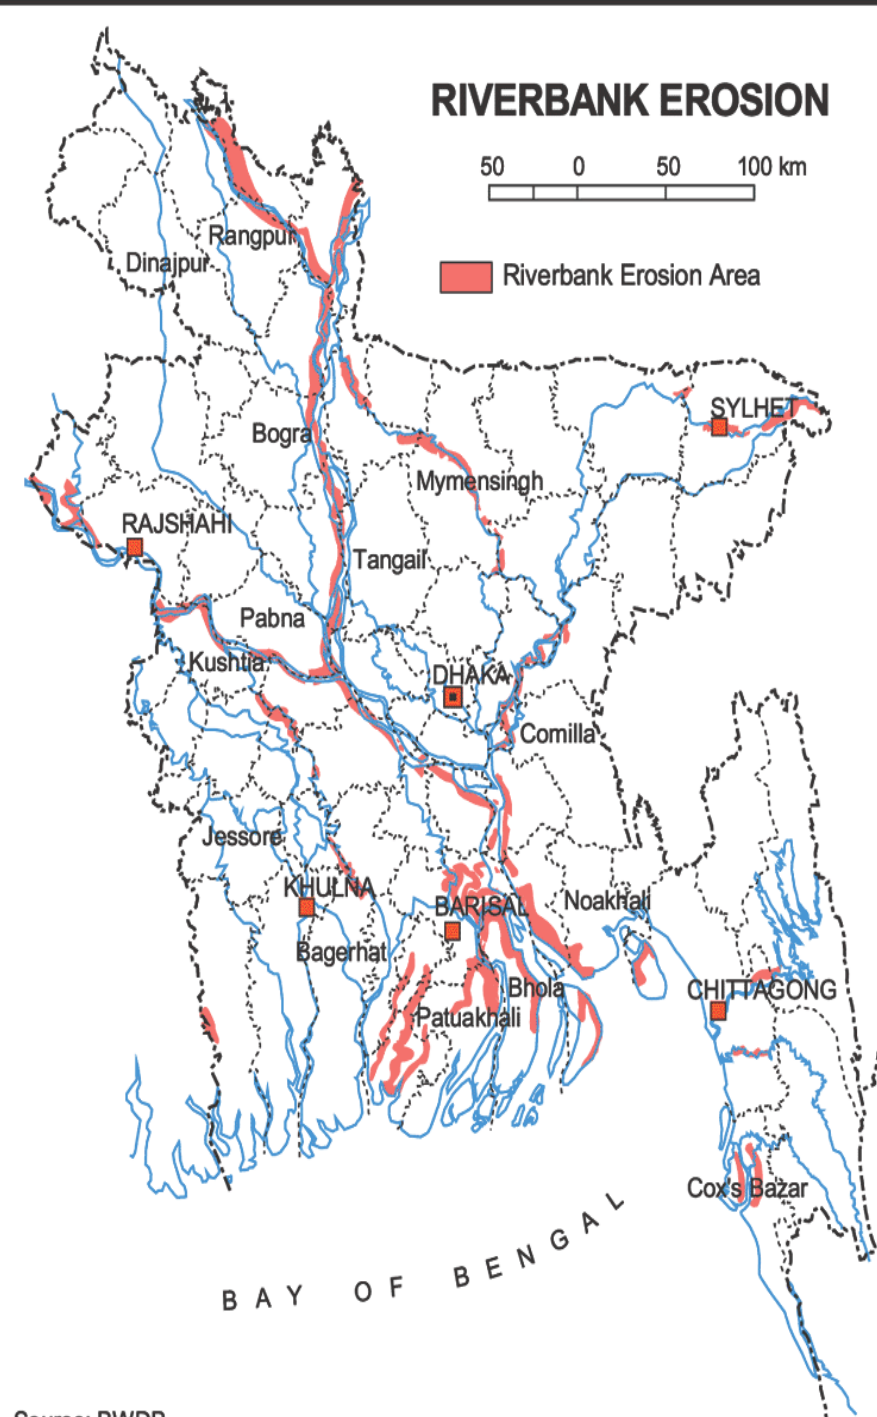 RIVERBANK EROSION
50 0 50 100 km
Riverbank Erosion Area
Rangpur
Dinajpur
SYLHET
Bogra
Mymensingh
RAJSHAHI
Tangail
Pabna
Kushtia
DHAKA
Comilla
Jessore
KHULNA
BARISAL
Noakhali
Bagerhat
Bhola
CHITTAGONG
Patuakhali
Cox's Bazar
BAY OF BENGAL